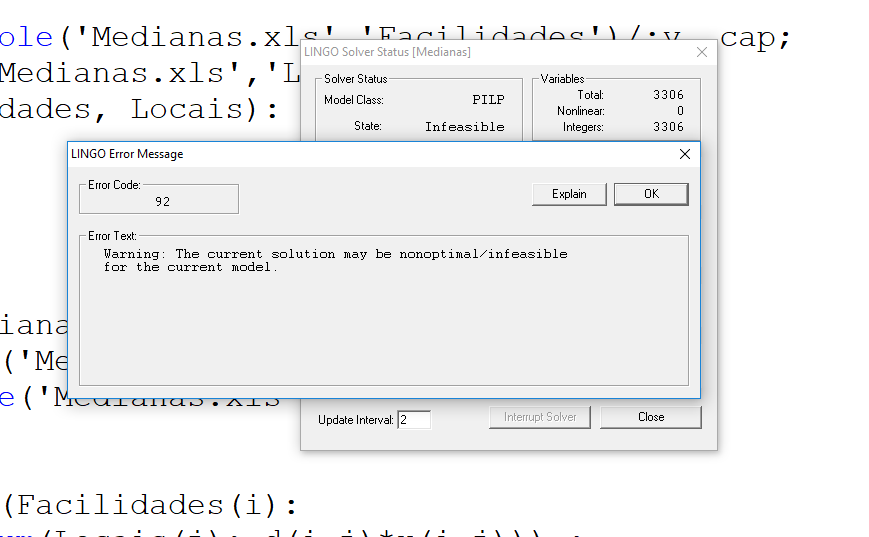 ole('Medianas.xls','Facilidades')/:y, cap;
LINGO Solver Status [Medianas]
Medianas.xls','L
Solver Status
Variables
Model Class: PILP
Total: 3306
Nonlinear: 0
dades, Locais):
State: Infeasible
Integers: 3306
LINGO Error Message
Error Code:
92
Explain
OK
Error Text:
Warning: The current solution may be nonoptimal/infeasible
for the current model.
iana
('Me
e('Medianas.xls
Update Interval: 2
Interrupt Solver
Close
(Facilidades(i):
um(Locais(j): d(i,j)*y(i,j))) ;